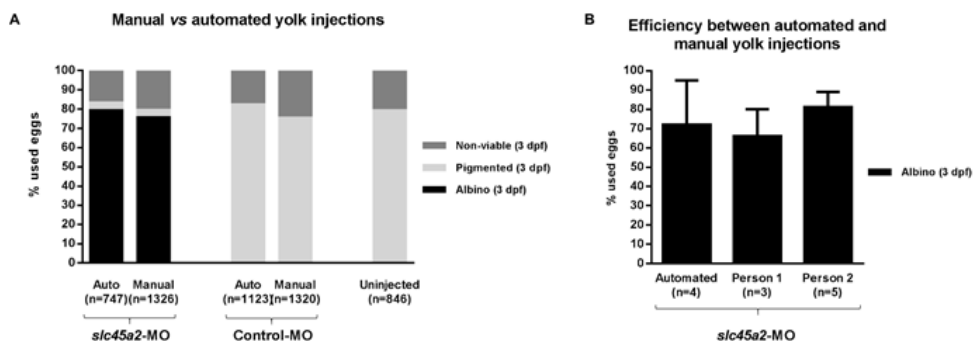 A
Manual vs automated yolk injections
% used eggs
100
90
80
70
60
50
40
30
20
10
0
Non-viable (3 dpf)
Pigmented (3 dpf)
Albino (3 dpf)
Auto Manual Auto Manual Uninjected
(n=747)(n=1326) (n=1123)(n=1320) (n=846)
slc45a2-MO Control-MO
B
Efficiency between automated and
manual yolk injections
% used eggs
100
90
80
70
60
50
40
30
20
10
0
Albino (3 dpf)
Automated Person 1 Person 2
(n=4) (n=3) (n=5)
slc45a2-MO